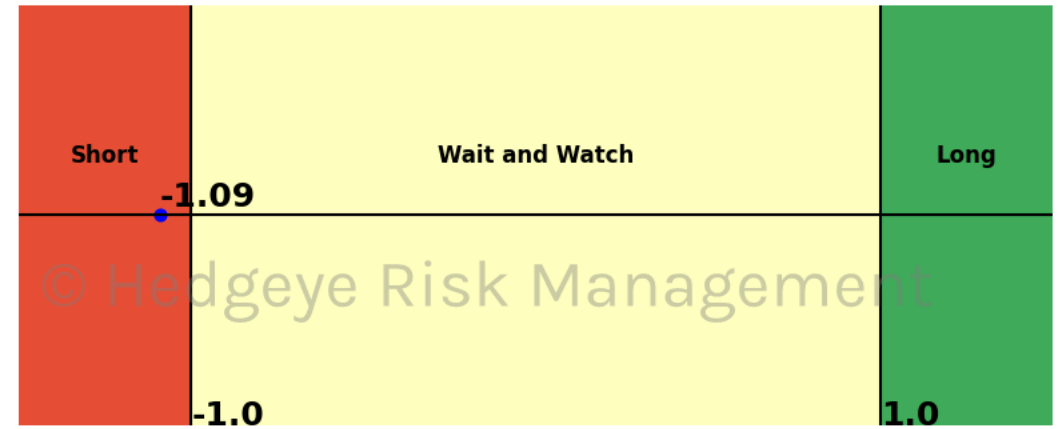 Short
Wait and Watch
Long
-1.09
© Hedgeye Risk Management
-1.0
1.0